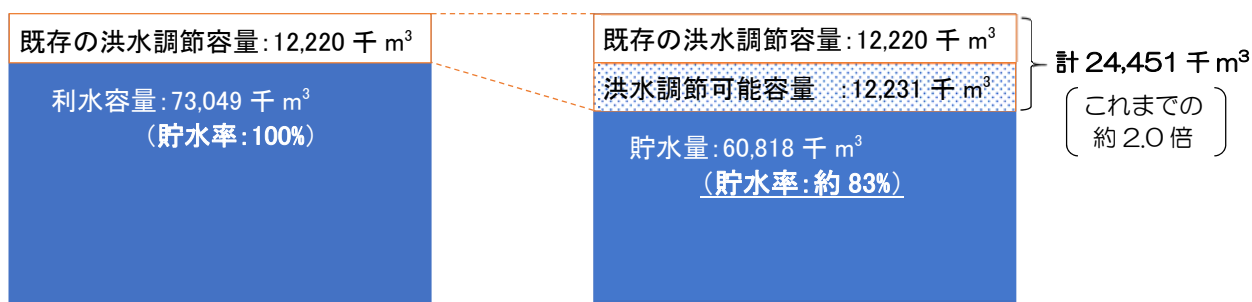 既存の洪水調節容量：12,220 千 m³
利水容量：73,049 千 m³
（貯水率：100％）
既存の洪水調節容量：12,220 千 m³
洪水調節可能容量　：12,231 千 m³
貯水量：60,818 千 m³
（貯水率：約 83％）
計 24,451 千 m³
これまでの
約 2.0 倍